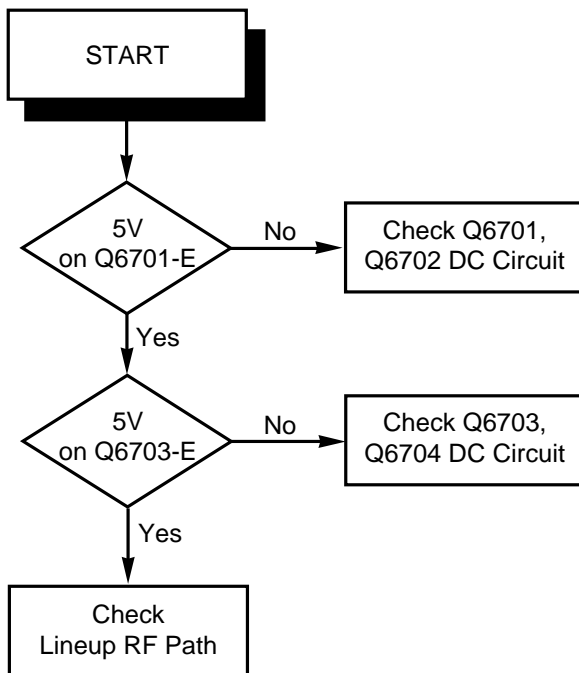 START
5V
on Q6701-E
No
Check Q6701,
Q6702 DC Circuit
Yes
5V
on Q6703-E
No
Check Q6703,
Q6704 DC Circuit
Yes
Check
Lineup RF Path